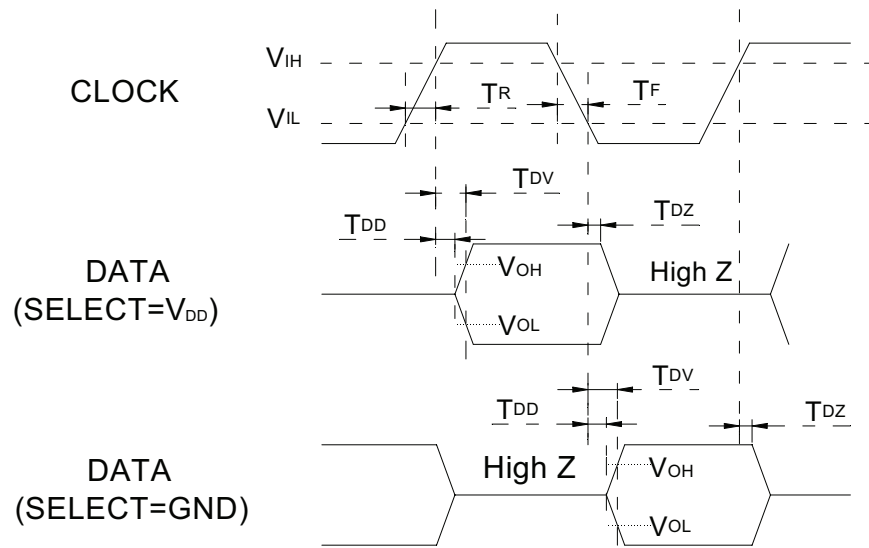 VIH
CLOCK
TR
TF
VIL
TDV
TDD
TDZ
DATA
(SELECT=VDD)
VOH
High Z
VOL
TDV
TDD
TDZ
DATA
(SELECT=GND)
High Z
VOH
VOL